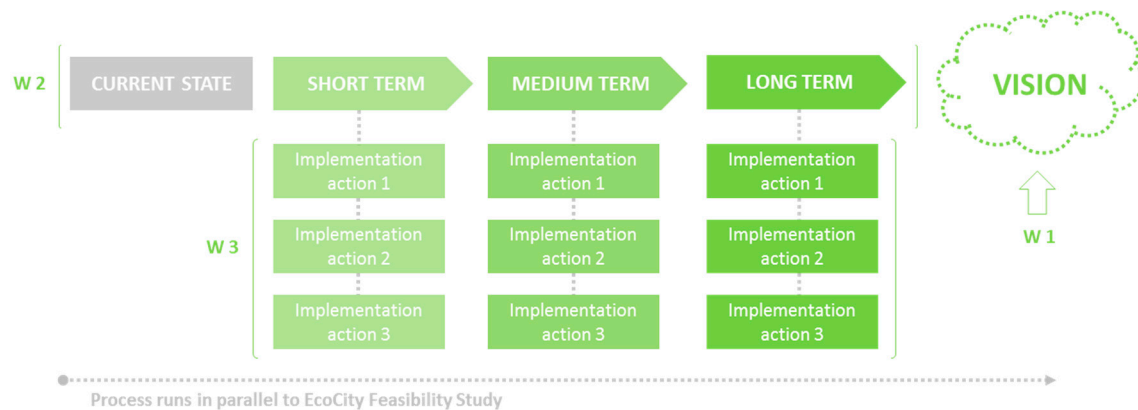 W 2
CURRENT STATE
SHORT TERM
MEDIUM TERM
LONG TERM
VISION
W 3
Implementation
action 1
Implementation
action 1
Implementation
action 1
W 1
Implementation
action 2
Implementation
action 2
Implementation
action 2
Implementation
action 3
Implementation
action 3
Implementation
action 3
Process runs in parallel to EcoCity Feasibility Study